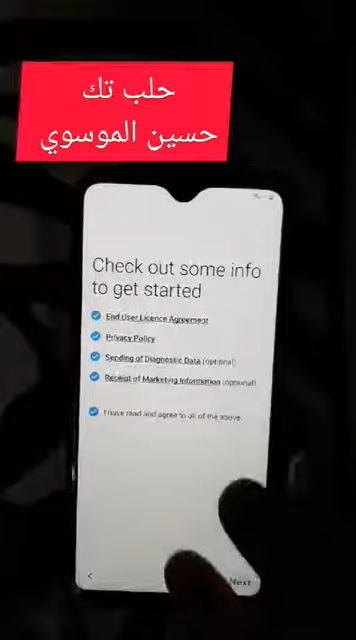 حلب تك
حسين الموسوي
Check out some info
to get started
End User Licence Agreement
Privacy Policy
Sending of Diagnostic Data (optional)
Receipt of Marketing Information (optional)
I have read and agree to all of the above.
Next